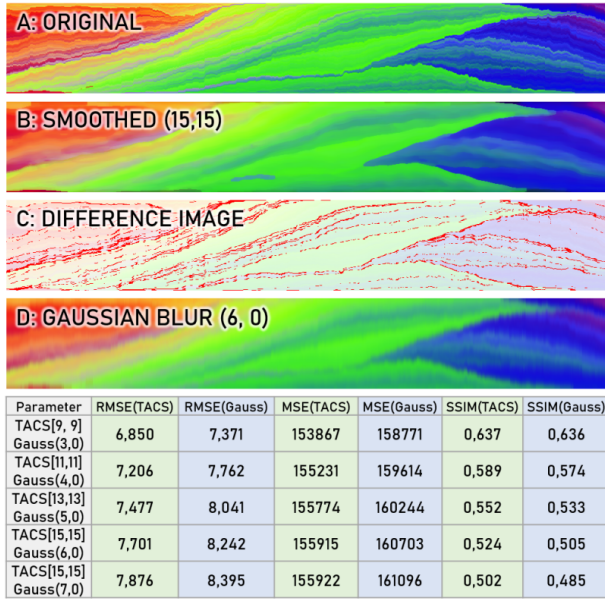 A: ORIGINAL
B: SMOOTHED (15,15)
C: DIFFERENCE IMAGE
D: GAUSSIAN BLUR (6, 0)
Parameter RMSE(TACS) RMSE(Gauss) MSE(TACS) MSE(Gauss) SSIM(TACS) SSIM(Gauss)
TACS[9, 9]
Gauss(3,0) 6,850 7,371 153867 158771 0,637 0,636
TACS[11,11]
Gauss(4,0) 7,206 7,762 155231 159614 0,589 0,574
TACS[13,13]
Gauss(5,0) 7,477 8,041 155774 160244 0,552 0,533
TACS[15,15]
Gauss(6,0) 7,701 8,242 155915 160703 0,524 0,505
TACS[15,15]
Gauss(7,0) 7,876 8,395 155922 161096 0,502 0,485